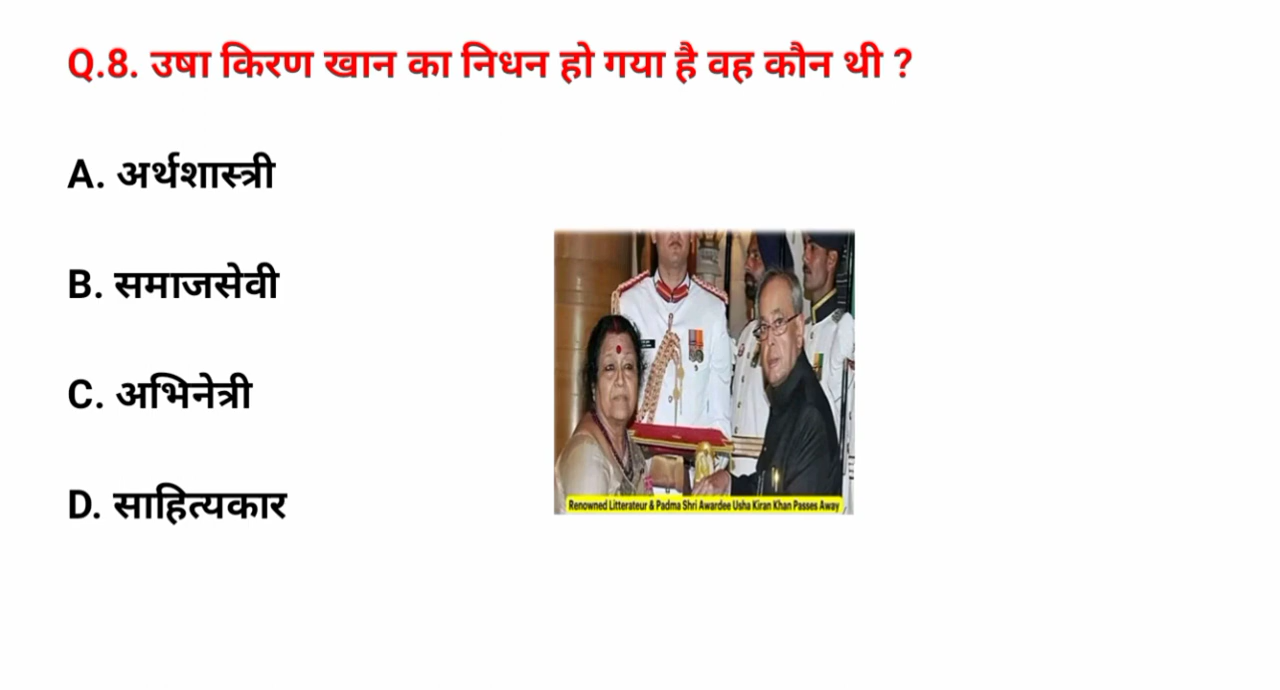 Q.8. उषा किरण खान का निधन हो गया है वह कौन थी ?
A. अर्थशास्त्री
B. समाजसेवी
C. अभिनेत्री
D. साहित्यकार
Renowned Litterateur & Padma Shri Awardee Usha Kiran Khan Passes Away